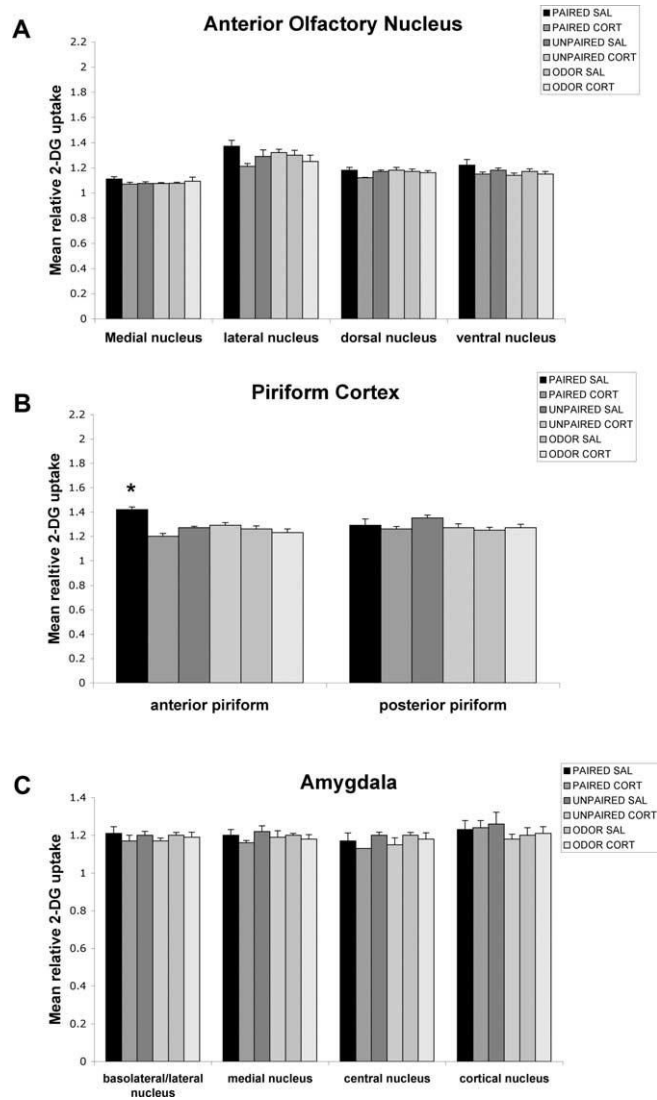 A
Anterior Olfactory Nucleus
PAIRED SAL
PAIRED CORT
UNPAIRED SAL
UNPAIRED CORT
ODOR SAL
ODOR CORT
Mean relative 2-DG uptake
2.2
2
1.8
1.6
1.4
1.2
1
0.8
0.6
0.4
0.2
0
Medial nucleus lateral nucleus dorsal nucleus ventral nucleus
B
Piriform Cortex
PAIRED SAL
PAIRED CORT
UNPAIRED SAL
UNPAIRED CORT
ODOR SAL
ODOR CORT
Mean realtive 2-DG uptake
2.2
2
1.8
1.6
1.4
1.2
1
0.8
0.6
0.4
0.2
0
*
anterior piriform posterior piriform
C
Amygdala
PAIRED SAL
PAIRED CORT
UNPAIRED SAL
UNPAIRED CORT
ODOR SAL
ODOR CORT
Mean relative 2-DG uptake
1.4
1.2
1
0.8
0.6
0.4
0.2
0
basolateral/lateral nucleus medial nucleus central nucleus cortical nucleus